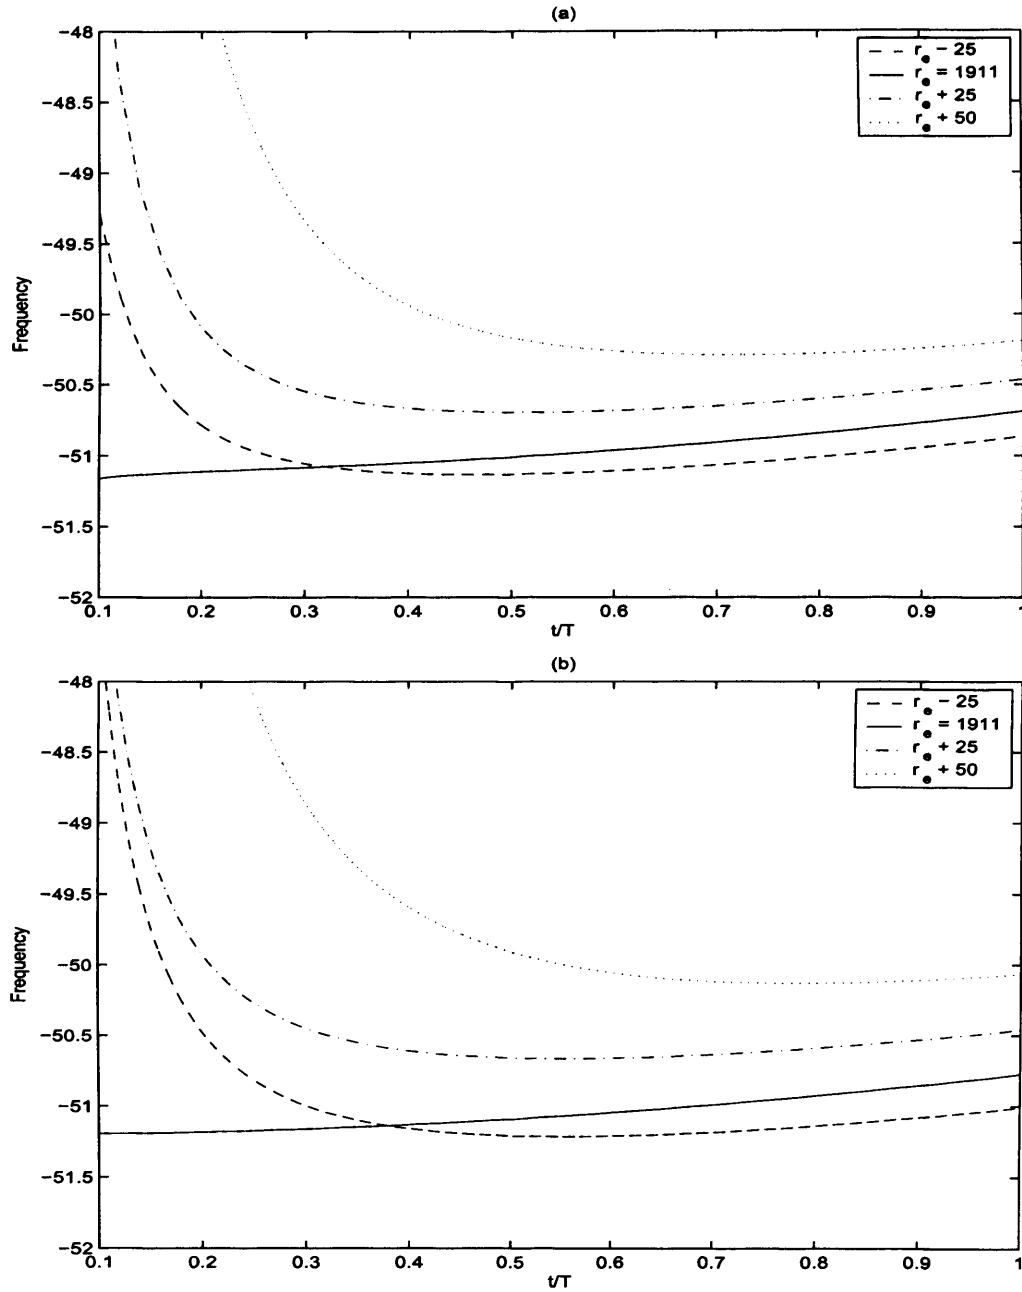 (a)
−48
−48.5
−49
−49.5
−50
−50.5
−51
−51.5
−52
Frequency
0.1 0.2 0.3 0.4 0.5 0.6 0.7 0.8 0.9 1
t/T
r_e − 25
r_e = 1911
r_e + 25
r_e + 50
(b)
−48
−48.5
−49
−49.5
−50
−50.5
−51
−51.5
−52
Frequency
0.1 0.2 0.3 0.4 0.5 0.6 0.7 0.8 0.9 1
t/T
r_e − 25
r_e = 1911
r_e + 25
r_e + 50